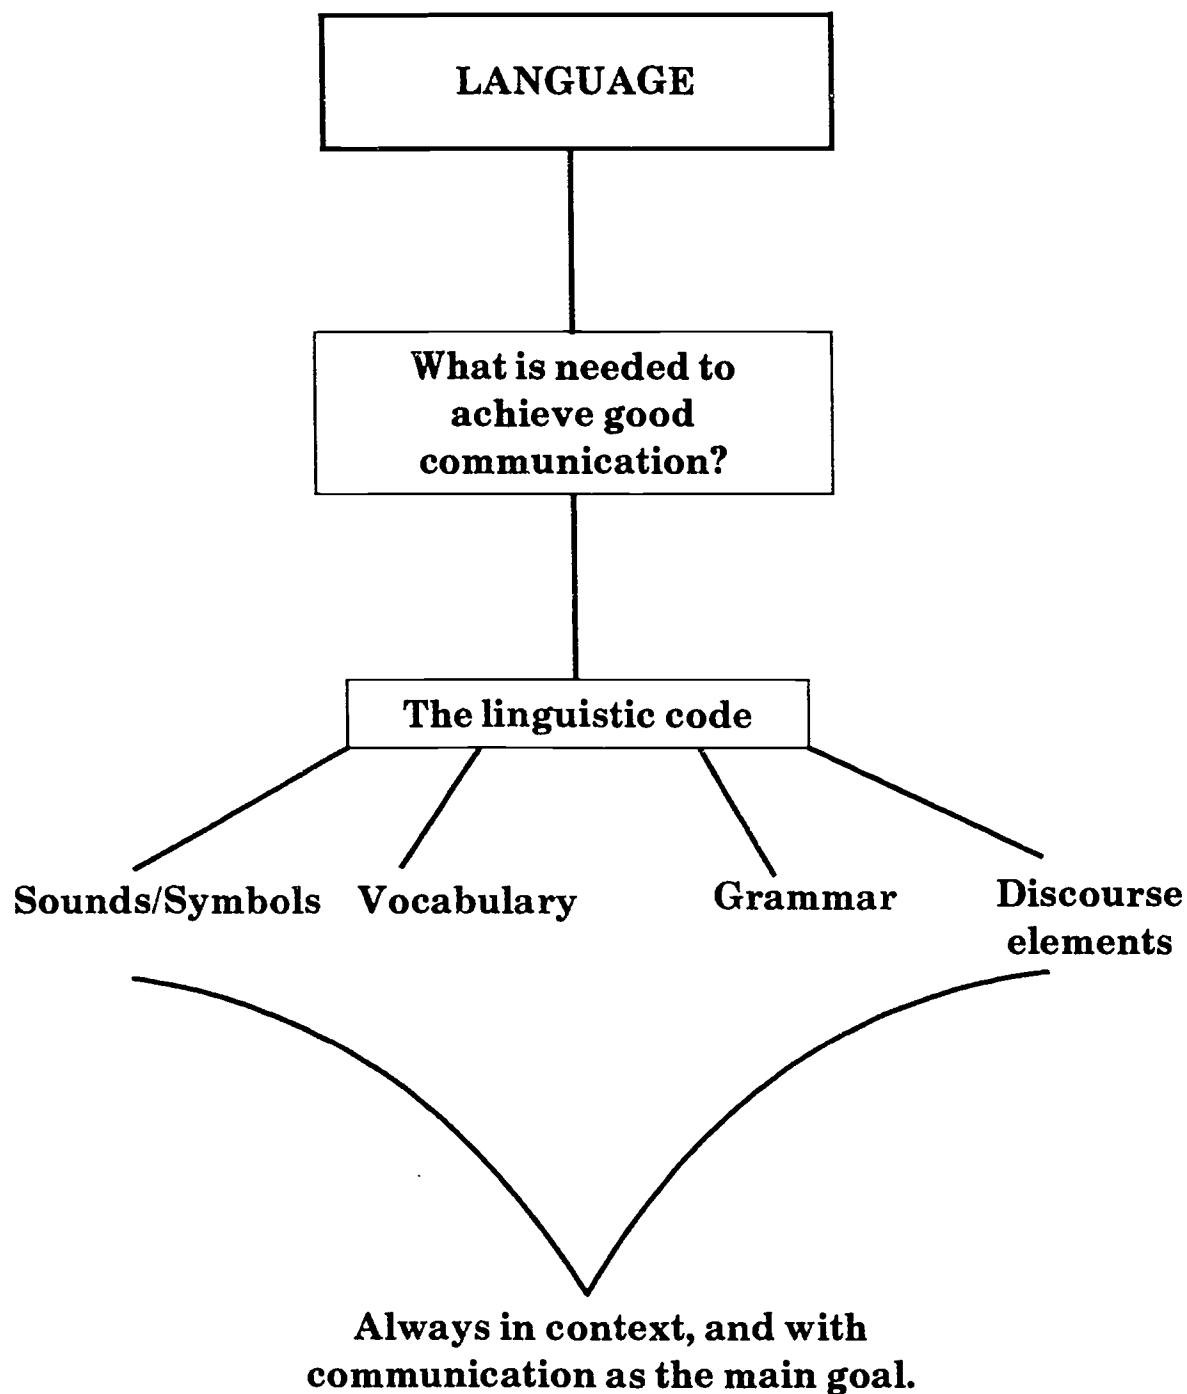 LANGUAGE
What is needed to
achieve good
communication?
The linguistic code
Sounds/Symbols
Vocabulary
Grammar
Discourse
elements
Always in context, and with
communication as the main goal.